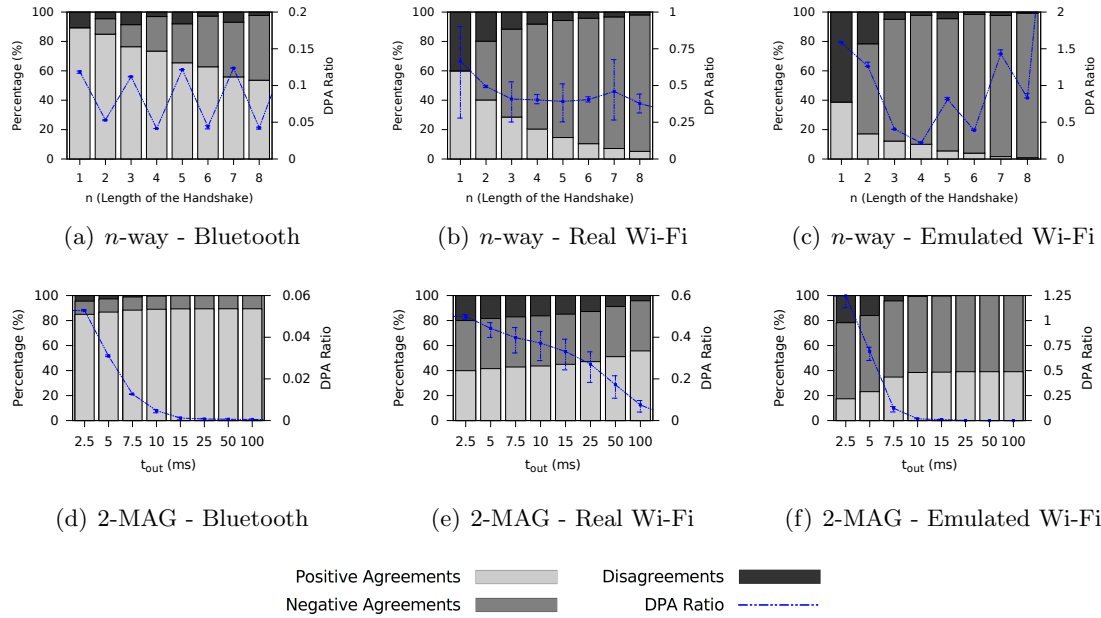 Percentage (%)
100
80
60
40
20
0
1 2 3 4 5 6 7 8
n (Length of the Handshake)
0.2
0.15
0.1
0.05
0
DPA Ratio
(a) n-way - Bluetooth
Percentage (%)
100
80
60
40
20
0
1 2 3 4 5 6 7 8
n (Length of the Handshake)
1
0.75
0.5
0.25
0
DPA Ratio
(b) n-way - Real Wi-Fi
Percentage (%)
100
80
60
40
20
0
1 2 3 4 5 6 7 8
n (Length of the Handshake)
2
1.5
1
0.5
0
DPA Ratio
(c) n-way - Emulated Wi-Fi
Percentage (%)
100
80
60
40
20
0
2.5 5 7.5 10 15 25 50 100
tout (ms)
0.06
0.04
0.02
0
DPA Ratio
(d) 2-MAG - Bluetooth
Percentage (%)
100
80
60
40
20
0
2.5 5 7.5 10 15 25 50 100
tout (ms)
0.6
0.4
0.2
0
DPA Ratio
(e) 2-MAG - Real Wi-Fi
Percentage (%)
100
80
60
40
20
0
2.5 5 7.5 10 15 25 50 100
tout (ms)
1.25
1
0.75
0.5
0.25
0
DPA Ratio
(f) 2-MAG - Emulated Wi-Fi
Positive Agreements
Negative Agreements
Disagreements
DPA Ratio